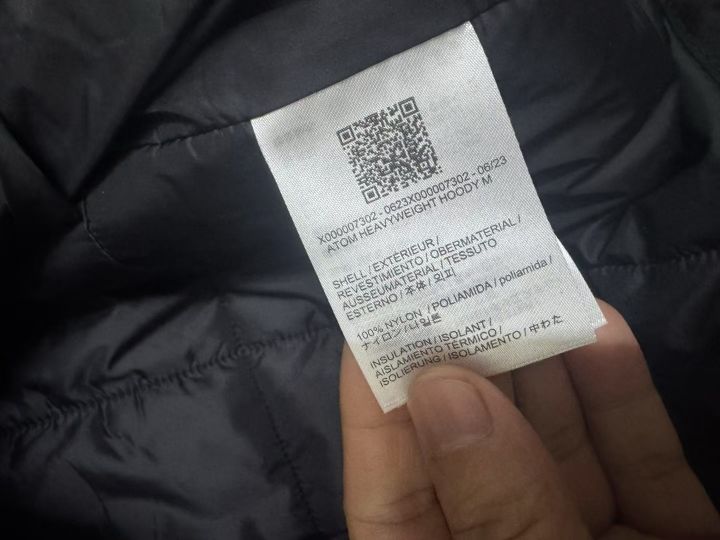 X000007302 - 0623X000007302 - 06/23
ATOM HEAVYWEIGHT HOODY M
SHELL / EXTERIEUR /
REVESTIMIENTO / OBERMATERIAL /
AUSSEUMATERIAL / TESSUTO
ESTERNO / 本体 / 외피
100% NYLON / POLIAMIDA / poliamida /
ナイロン / 나일론
INSULATION / ISOLANT /
AISLAMIENTO TÉRMICO /
ISOLIERUNG / ISOLAMENTO / 中わた